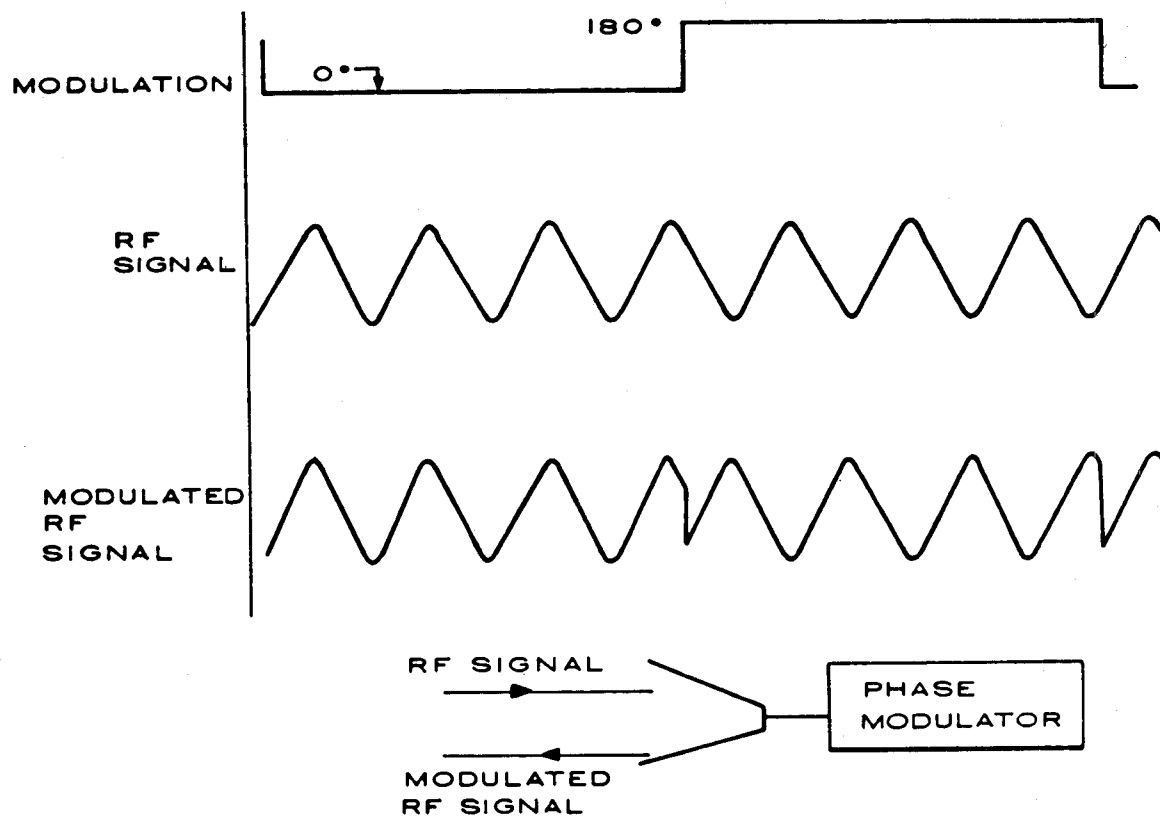 180°
0°
MODULATION
RF
SIGNAL
MODULATED
RF
SIGNAL
RF SIGNAL
PHASE
MODULATOR
MODULATED
RF SIGNAL